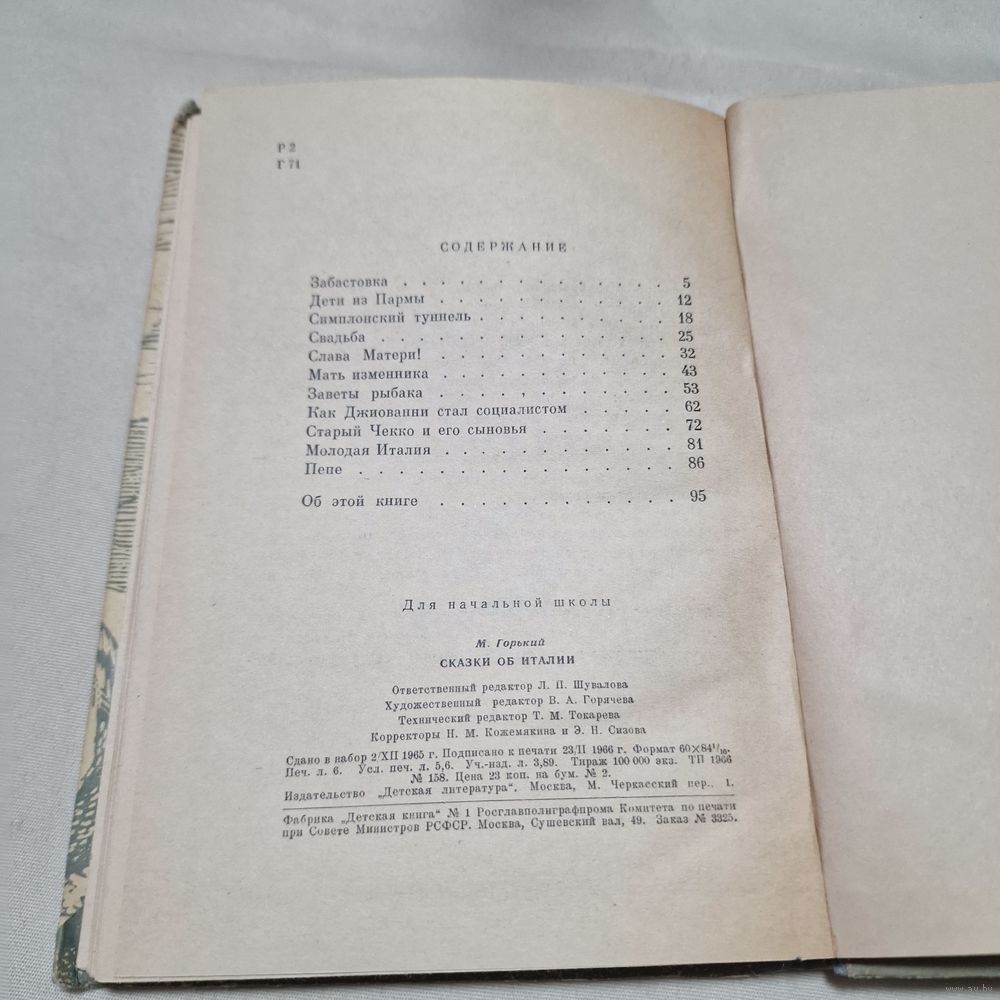 Р 2
Г 71
СОДЕРЖАНИЕ
Забастовка . . . . . . . . . . . . . . 5
Дети из Пармы . . . . . . . . . . . . 12
Симплонский туннель . . . . . . . . . 18
Свадьба . . . . . . . . . . . . . . . 25
Слава Матери! . . . . . . . . . . . . 32
Мать изменника . . . . . . . . . . . . 43
Заветы рыбака . . . . . . . . . . . . 53
Как Джиованни стал социалистом . . . . . 62
Старый Чекко и его сыновья . . . . . . . 72
Молодая Италия . . . . . . . . . . . . 81
Пепе . . . . . . . . . . . . . . . . 86
Об этой книге . . . . . . . . . . . . 95
Для начальной школы
М. Горький
СКАЗКИ ОБ ИТАЛИИ
Ответственный редактор Л. П. Шувалова
Художественный редактор В. А. Горячева
Технический редактор Т. М. Токарева
Корректоры Н. М. Кожемякина и Э. Н. Сизова
Сдано в набор 2/XII 1965 г. Подписано к печати 23/II 1966 г. Формат 60×84¹/₁₆.
Печ. л. 6. Усл. печ. л. 5,6. Уч.-изд. л. 3,89. Тираж 100 000 экз. ТП 1966
№ 158. Цена 23 коп. на бум. № 2.
Издательство „Детская литература". Москва, М. Черкасский пер., 1.
Фабрика „Детская книга" № 1 Росглавполиграфпрома Комитета по печати
при Совете Министров РСФСР. Москва, Сущевский вал, 49. Заказ № 3325.
www.ay.by